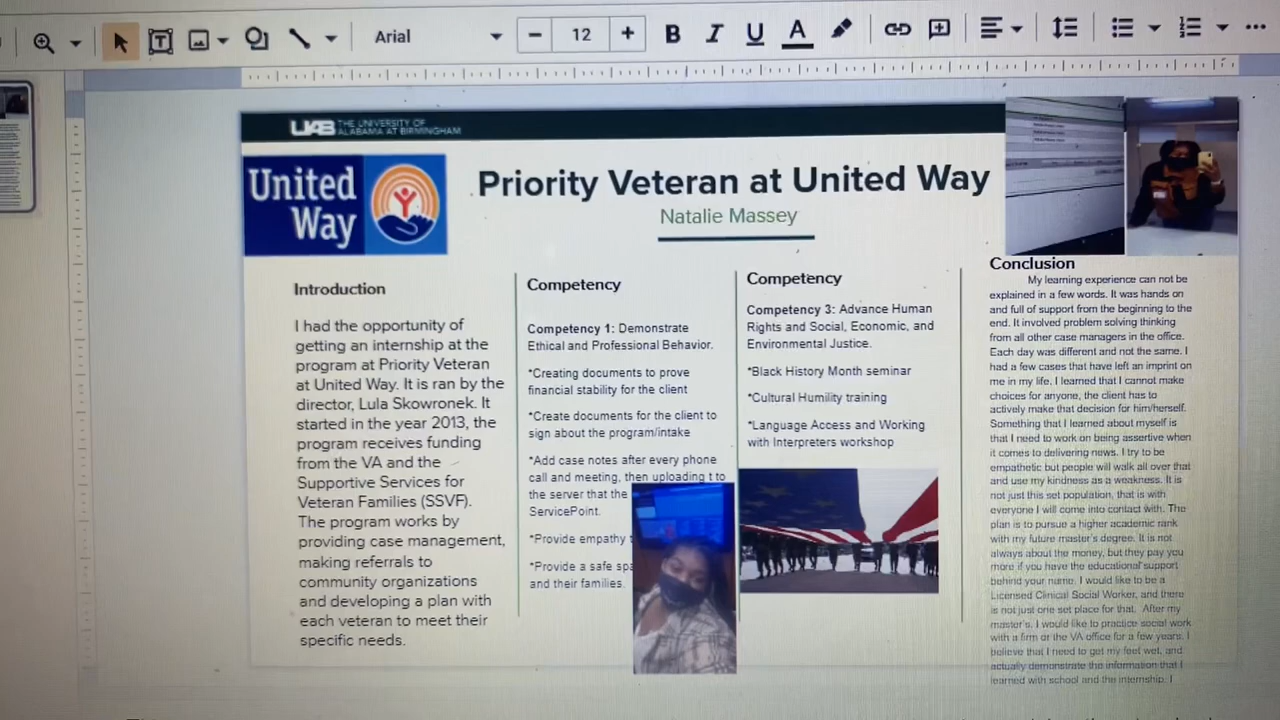 Arial
12
B
I
U
A
UAB THE UNIVERSITY OF
ALABAMA AT BIRMINGHAM
United
Way
Priority Veteran at United Way
Natalie Massey
Introduction
I had the opportunity of
getting an internship at the
program at Priority Veteran
at United Way. It is ran by the
director, Lula Skowronek. It
started in the year 2013, the
program receives funding
from the VA and the
Supportive Services for
Veteran Families (SSVF).
The program works by
providing case management,
making referrals to
community organizations
and developing a plan with
each veteran to meet their
specific needs.
Competency
Competency 1: Demonstrate
Ethical and Professional Behavior.
*Creating documents to prove
financial stability for the client
*Create documents for the client to
sign about the program/intake
*Add case notes after every phone
call and meeting, then uploading t to
the server that the
ServicePoint.
*Provide empathy
*Provide a safe spa
and their families.
Competency
Competency 3: Advance Human
Rights and Social, Economic, and
Environmental Justice.
*Black History Month seminar
*Cultural Humility training
*Language Access and Working
with Interpreters workshop
Conclusion
My learning experience can not be
explained in a few words. It was hands on
and full of support from the beginning to the
end. It involved problem solving thinking
from all other case managers in the office.
Each day was different and not the same. I
had a few cases that have left an imprint on
me in my life. I learned that I cannot make
choices for anyone, the client has to
actively make that decision for him/herself.
Something that I learned about myself is
that I need to work on being assertive when
it comes to delivering news. I try to be
empathetic but people will walk all over that
and use my kindness as a weakness. It is
not just this set population, that is with
everyone I will come into contact with. The
plan is to pursue a higher academic rank
with my future master's degree. It is not
always about the money, but they pay you
more if you have the educational support
behind your name. I would like to be a
Licensed Clinical Social Worker, and there
is not just one set place for that. After my
master's. I would like to practice social work
with a firm or the VA office for a few years. I
believe that I need to get my feet wet, and
actually demonstrate the information that I
learned with school and the internship. I